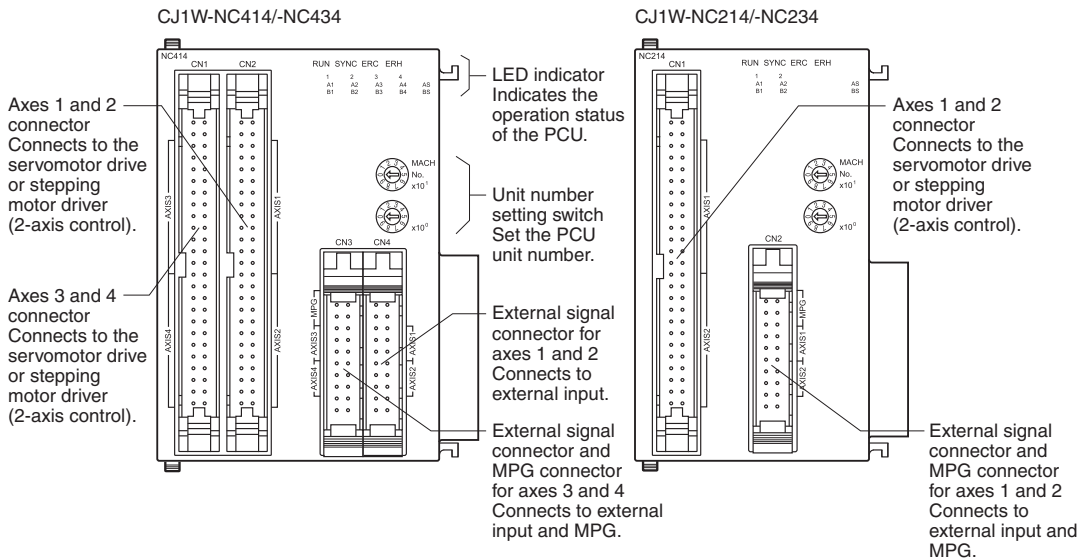 CJ1W-NC414/-NC434
NC414
CN1
CN2
RUN SYNC ERC ERH
1 2 3 4
A1 A2 A3 A4 AS
B1 B2 B3 B4 BS
MACH
No.
x10¹
x10⁰
AXIS3
AXIS4
AXIS1
AXIS2
CN3
CN4
MPG
AXIS3
AXIS4
AXIS1
AXIS2
Axes 1 and 2
connector
Connects to the
servomotor drive
or stepping
motor driver
(2-axis control).
Axes 3 and 4
connector
Connects to the
servomotor drive
or stepping
motor driver
(2-axis control).
LED indicator
Indicates the
operation status
of the PCU.
Unit number
setting switch
Set the PCU
unit number.
External signal
connector for
axes 1 and 2
Connects to
external input.
External signal
connector and
MPG connector
for axes 3 and 4
Connects to external
input and MPG.
CJ1W-NC214/-NC234
NC214
CN1
RUN SYNC ERC ERH
1 2
A1 A2 AS
B1 B2 BS
MACH
No.
x10¹
x10⁰
AXIS1
AXIS2
CN2
MPG
AXIS1
AXIS2
Axes 1 and 2
connector
Connects to the
servomotor drive
or stepping
motor driver
(2-axis control).
External signal
connector and
MPG connector
for axes 1 and 2
Connects to
external input and
MPG.